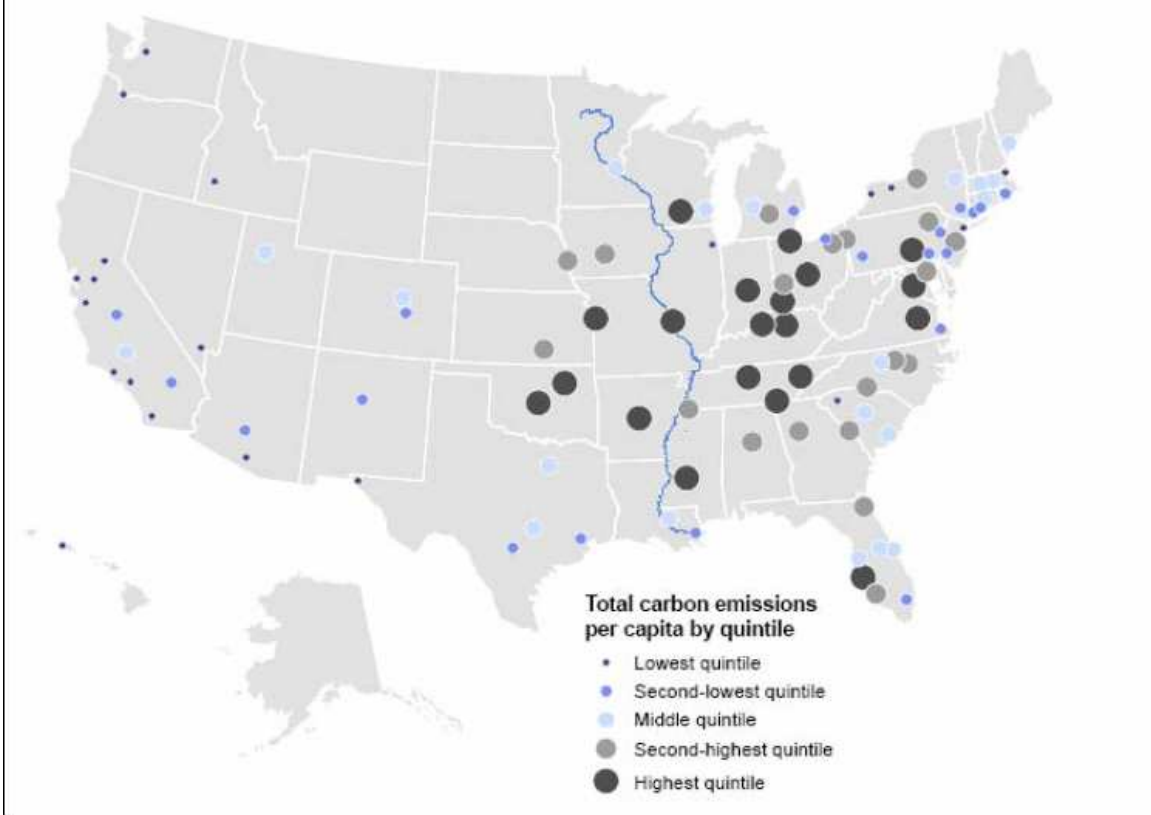 Total carbon emissions
per capita by quintile
Lowest quintile
Second-lowest quintile
Middle quintile
Second-highest quintile
Highest quintile